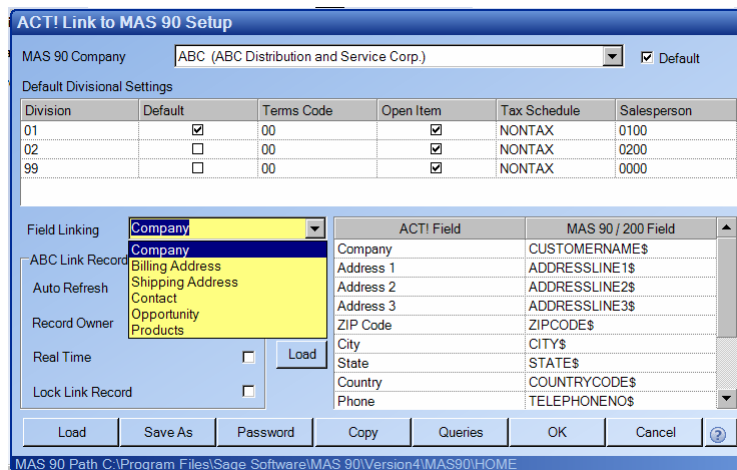 ACT! Link to MAS 90 Setup
MAS 90 Company ABC (ABC Distribution and Service Corp.) Default
Default Divisional Settings
Division Default Terms Code Open Item Tax Schedule Salesperson
01 00 NONTAX 0100
02 00 NONTAX 0200
99 00 NONTAX 0000
Field Linking Company
Company
Billing Address
Shipping Address
Contact
Opportunity
Products
ABC Link Record
Auto Refresh
Record Owner
Real Time
Load
Lock Link Record
ACT! Field MAS 90 / 200 Field
Company CUSTOMERNAME$
Address 1 ADDRESSLINE1$
Address 2 ADDRESSLINE2$
Address 3 ADDRESSLINE3$
ZIP Code ZIPCODE$
City CITY$
State STATE$
Country COUNTRYCODE$
Phone TELEPHONENO$
Load Save As Password Copy Queries OK Cancel ?
MAS 90 Path C:\Program Files\Sage Software\MAS 90\Version4\MAS90\HOME